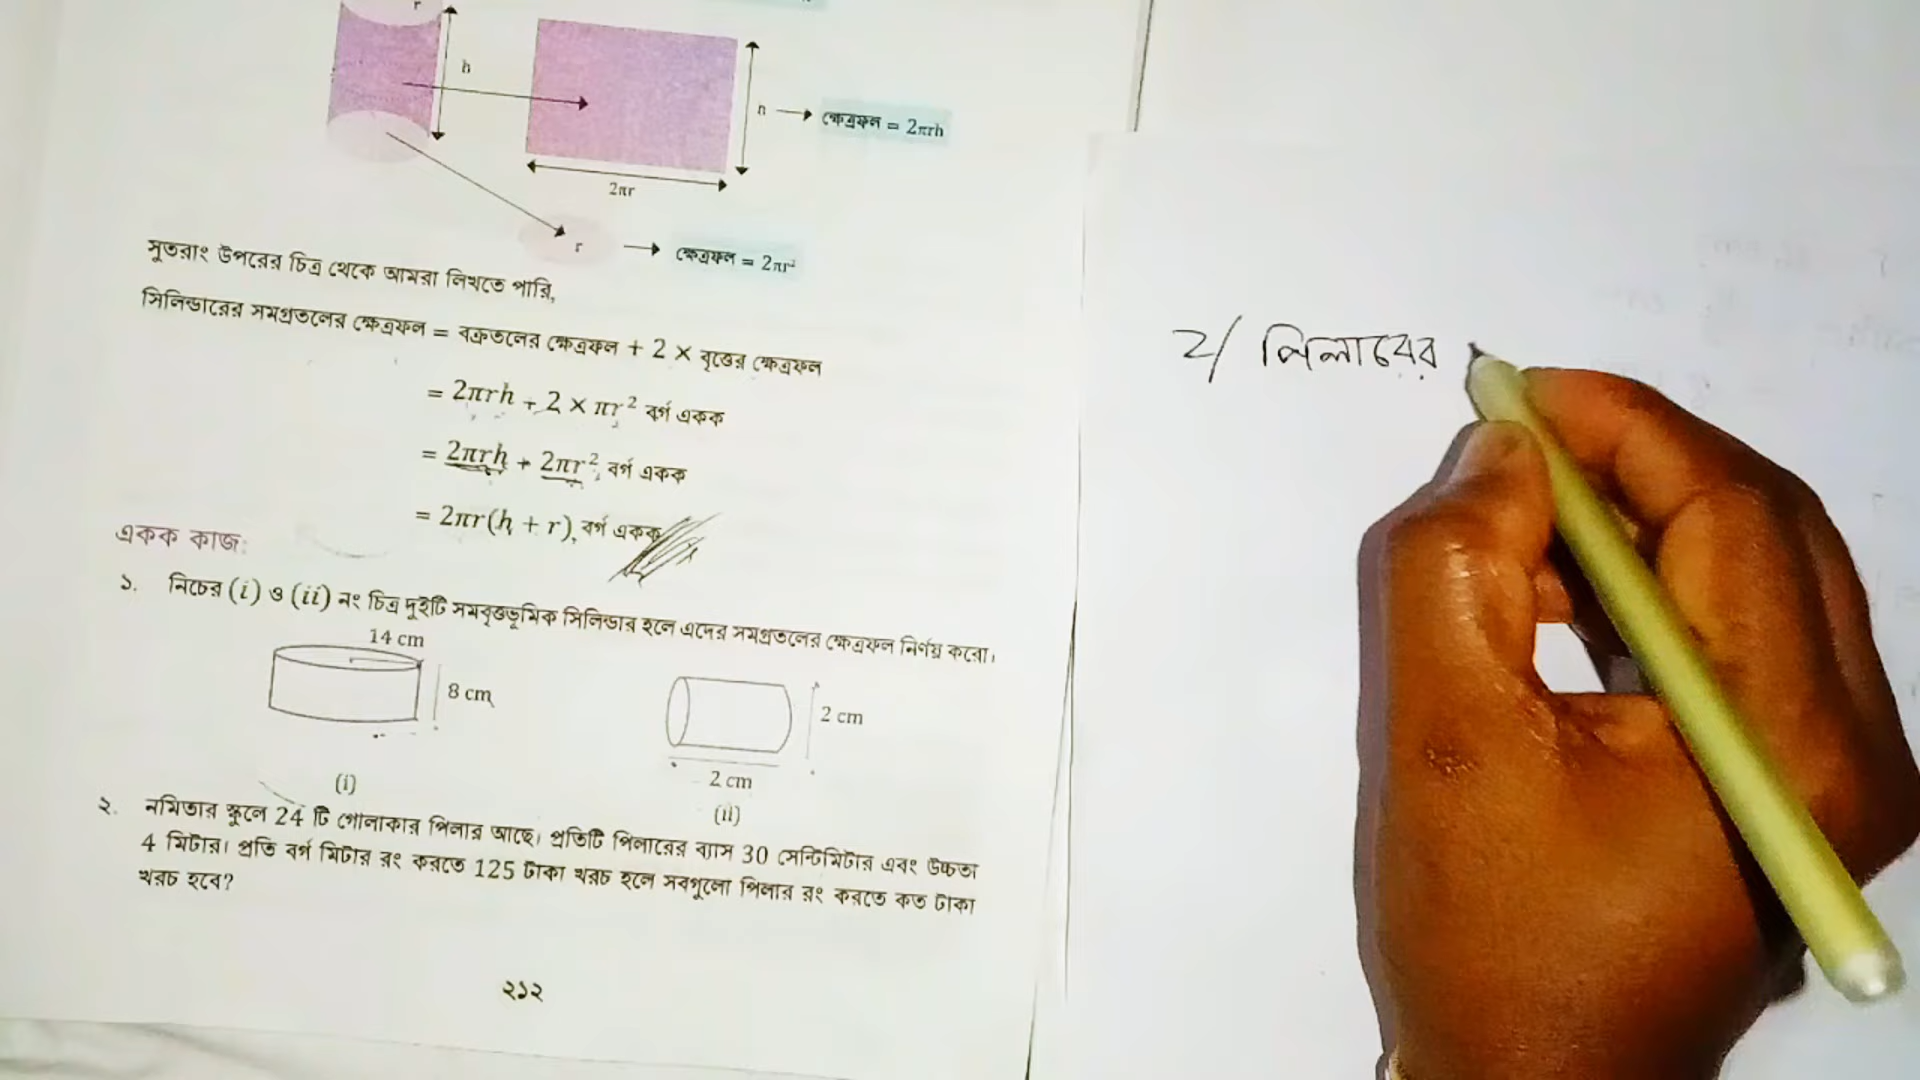 r
h
h
ক্ষেত্রফল = 2πrh
2πr
r
ক্ষেত্রফল = 2πr²
সুতরাং উপরের চিত্র থেকে আমরা লিখতে পারি,
সিলিন্ডারের সমগ্রতলের ক্ষেত্রফল = বক্রতলের ক্ষেত্রফল + 2 × বৃত্তের ক্ষেত্রফল
= 2πrh + 2 × πr² বর্গ একক
= 2πrh + 2πr², বর্গ একক
= 2πr(h + r), বর্গ একক
একক কাজ:
১. নিচের (i) ও (ii) নং চিত্র দুইটি সমবৃত্তভূমিক সিলিন্ডার হলে এদের সমগ্রতলের ক্ষেত্রফল নির্ণয় করো।
14 cm
8 cm
2 cm
2 cm
(i)
(ii)
২. নমিতার স্কুলে 24 টি গোলাকার পিলার আছে। প্রতিটি পিলারের ব্যাস 30 সেন্টিমিটার এবং উচ্চতা
4 মিটার। প্রতি বর্গ মিটার রং করতে 125 টাকা খরচ হলে সবগুলো পিলার রং করতে কত টাকা
খরচ হবে?
২১২
2/ পিলারের